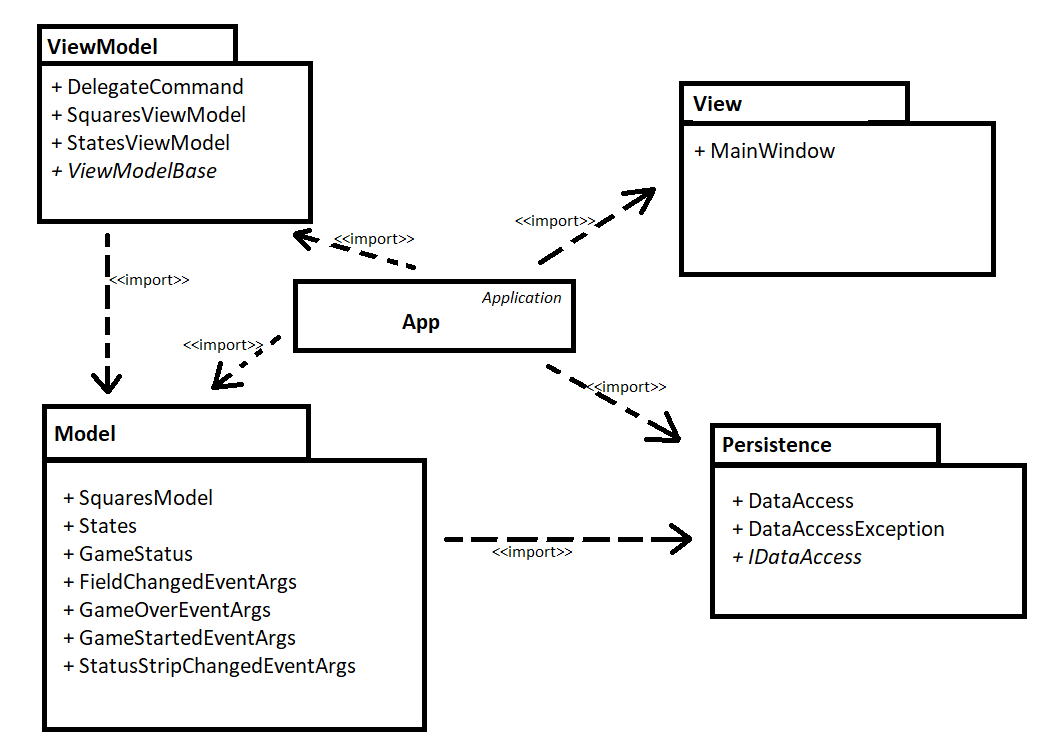 ViewModel
+ DelegateCommand
+ SquaresViewModel
+ StatesViewModel
+ ViewModelBase
View
+ MainWindow
<<import>>
<<import>>
<<import>>
Application
App
<<import>>
<<import>>
Model
+ SquaresModel
+ States
+ GameStatus
+ FieldChangedEventArgs
+ GameOverEventArgs
+ GameStartedEventArgs
+ StatusStripChangedEventArgs
<<import>>
Persistence
+ DataAccess
+ DataAccessException
+ IDataAccess